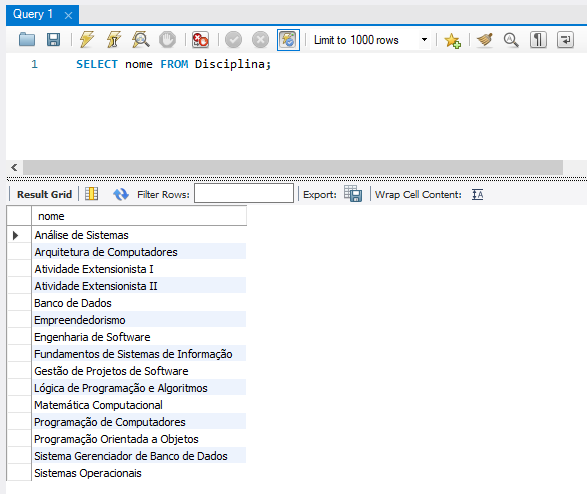 Query 1
Limit to 1000 rows
1 SELECT nome FROM Disciplina;
Result Grid Filter Rows: Export: Wrap Cell Content:
nome
Análise de Sistemas
Arquitetura de Computadores
Atividade Extensionista I
Atividade Extensionista II
Banco de Dados
Empreendedorismo
Engenharia de Software
Fundamentos de Sistemas de Informação
Gestão de Projetos de Software
Lógica de Programação e Algoritmos
Matemática Computacional
Programação de Computadores
Programação Orientada a Objetos
Sistema Gerenciador de Banco de Dados
Sistemas Operacionais